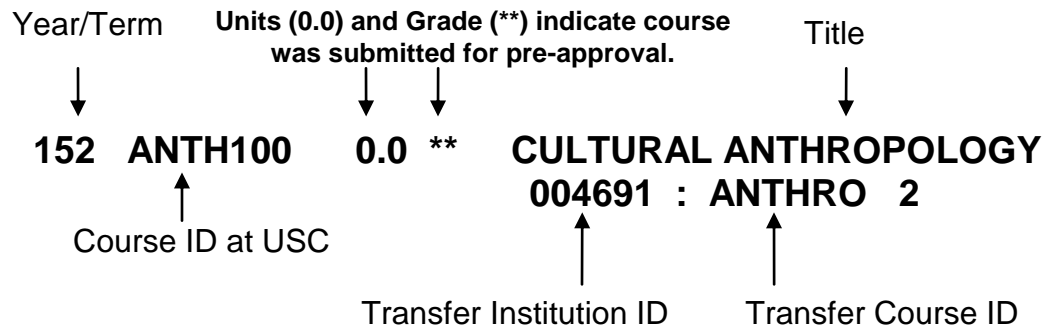 Year/Term
Units (0.0) and Grade (**) indicate course
was submitted for pre-approval.
Title
152 ANTH100 0.0 ** CULTURAL ANTHROPOLOGY
004691 : ANTHRO 2
Course ID at USC
Transfer Institution ID Transfer Course ID